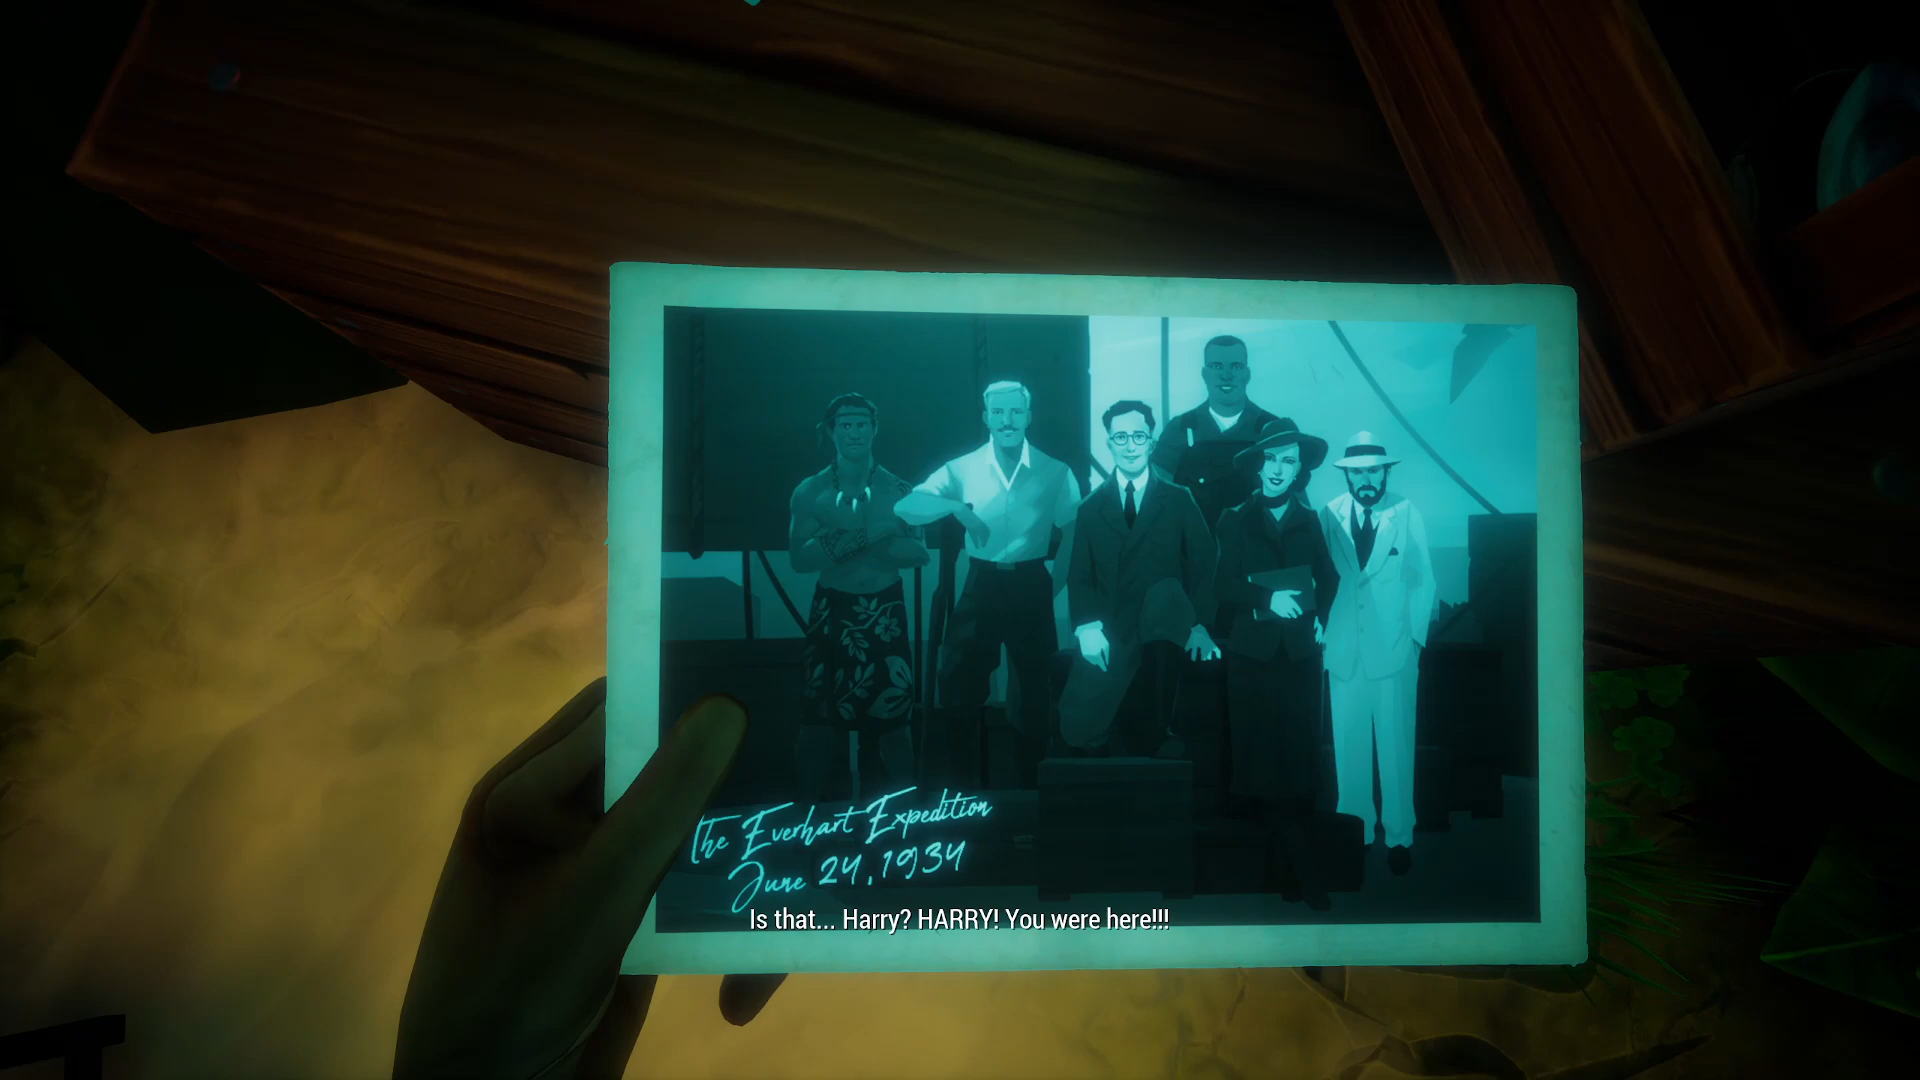 The Everhart Expedition
June 24, 1934
Is that... Harry? HARRY! You were here!!!